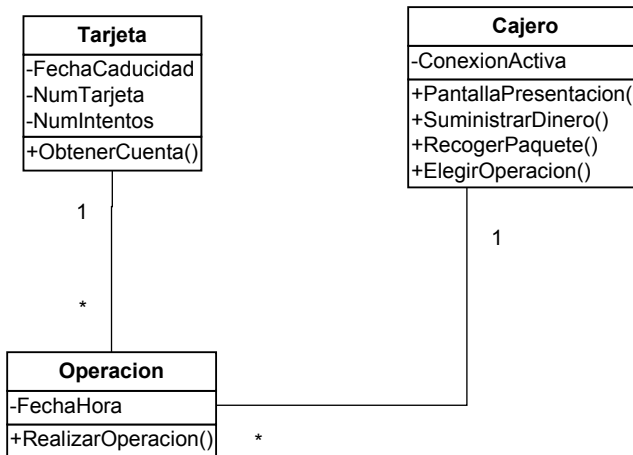 Tarjeta
-FechaCaducidad
-NumTarjeta
-NumIntentos
+ObtenerCuenta()
Cajero
-ConexionActiva
+PantallaPresentacion(
+SuministrarDinero()
+RecogerPaquete()
+ElegirOperacion()
1
1
*
Operacion
-FechaHora
+RealizarOperacion()
*